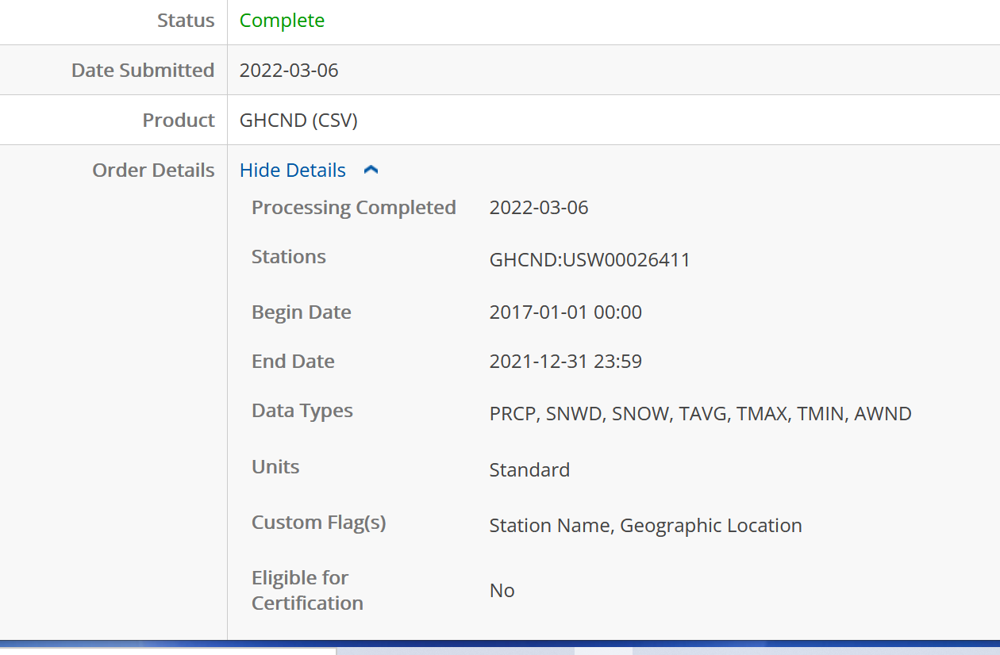 Status Complete
Date Submitted 2022-03-06
Product GHCND (CSV)
Order Details Hide Details
Processing Completed 2022-03-06
Stations GHCND:USW00026411
Begin Date 2017-01-01 00:00
End Date 2021-12-31 23:59
Data Types PRCP, SNWD, SNOW, TAVG, TMAX, TMIN, AWND
Units Standard
Custom Flag(s) Station Name, Geographic Location
Eligible for
Certification No